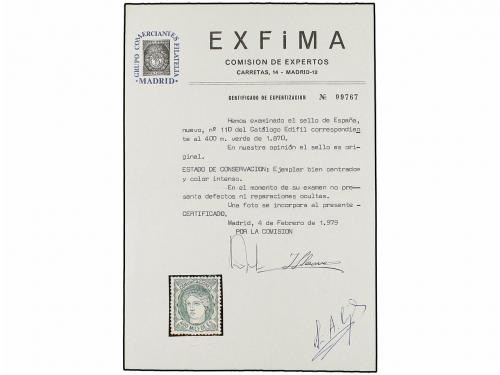 GRUPO COMERCIANTES FILATELIA
MADRID
EXFiMA
COMISION DE EXPERTOS
CARRETAS, 14 - MADRID-12
CERTIFICADO DE EXPERTIZACION Nº 09767
Hemos examinado el sello de España,
nuevo, nº 110 del Catálogo Edifil correspondien
te al 400 m. verde de 1.870.
En nuestra opinión el sello es ori-
ginal.
ESTADO DE CONSERVACION: Ejemplar bien centrado
y color intenso.
En el momento de su examen no pre-
senta defectos ni reparaciones ocultas.
Una foto se incorpora al presente -
CERTIFICADO.
Madrid, 4 de Febrero de 1.979
POR LA COMISION